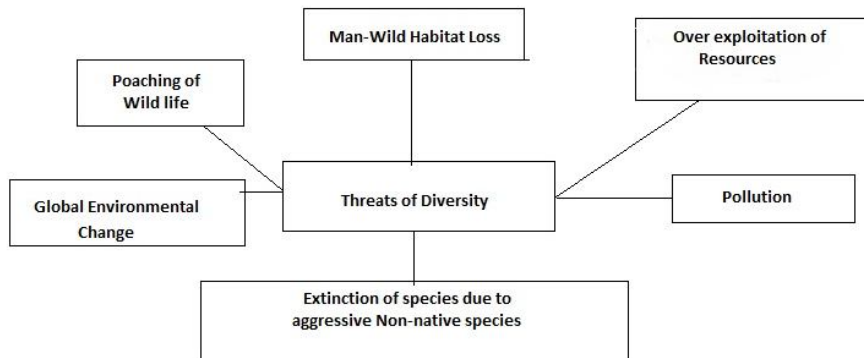 Man-Wild Habitat Loss
Over exploitation of
Resources
Poaching of
Wild life
Global Environmental
Change
Threats of Diversity
Pollution
Extinction of species due to
aggressive Non-native species